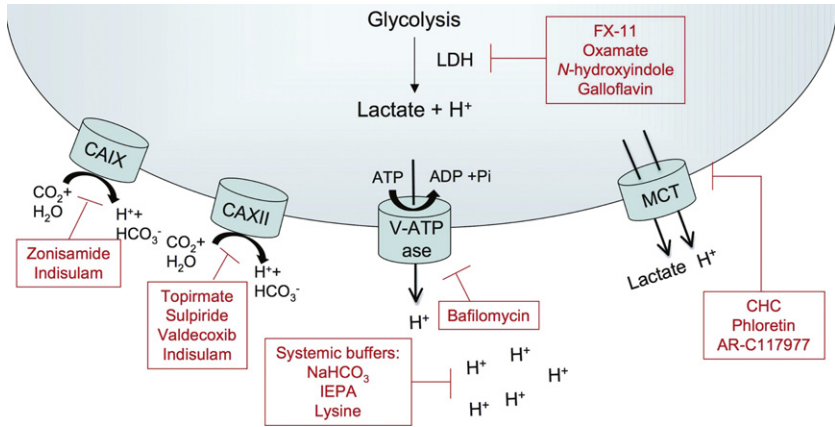 Glycolysis
LDH
Lactate + H⁺
FX-11
Oxamate
N-hydroxyindole
Galloflavin
CAIX
CO₂+
H₂O
H⁺+
HCO₃⁻
Zonisamide
Indisulam
CAXII
CO₂+
H₂O
H⁺+
HCO₃⁻
Topirmate
Sulpiride
Valdecoxib
Indisulam
ATP
ADP +Pi
V-ATP
ase
H⁺
Bafilomycin
MCT
Lactate
H⁺
CHC
Phloretin
AR-C117977
Systemic buffers:
NaHCO₃
IEPA
Lysine
H⁺
H⁺
H⁺
H⁺
H⁺